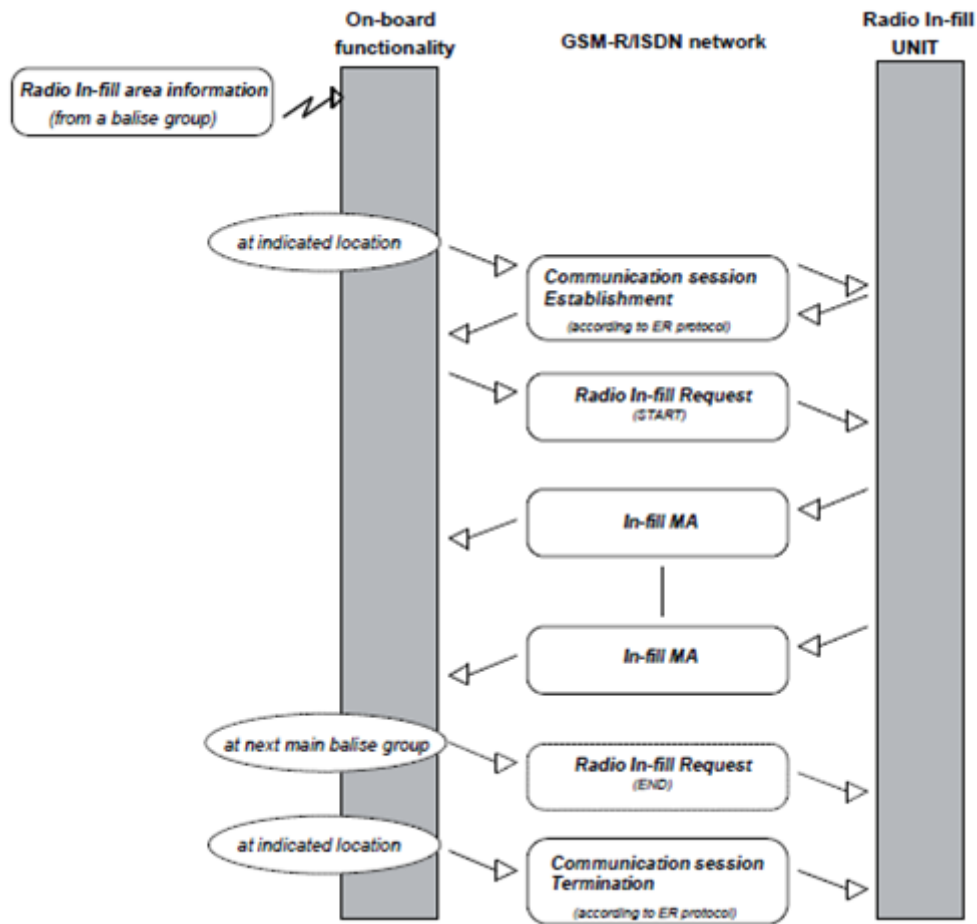 On-board
functionality
GSM-R/ISDN network
Radio In-fill
UNIT
Radio In-fill area information
(from a balise group)
at indicated location
Communication session
Establishment
(according to ER protocol)
Radio In-fill Request
(START)
In-fill MA
In-fill MA
at next main balise group
Radio In-fill Request
(END)
at indicated location
Communication session
Termination
(according to ER protocol)